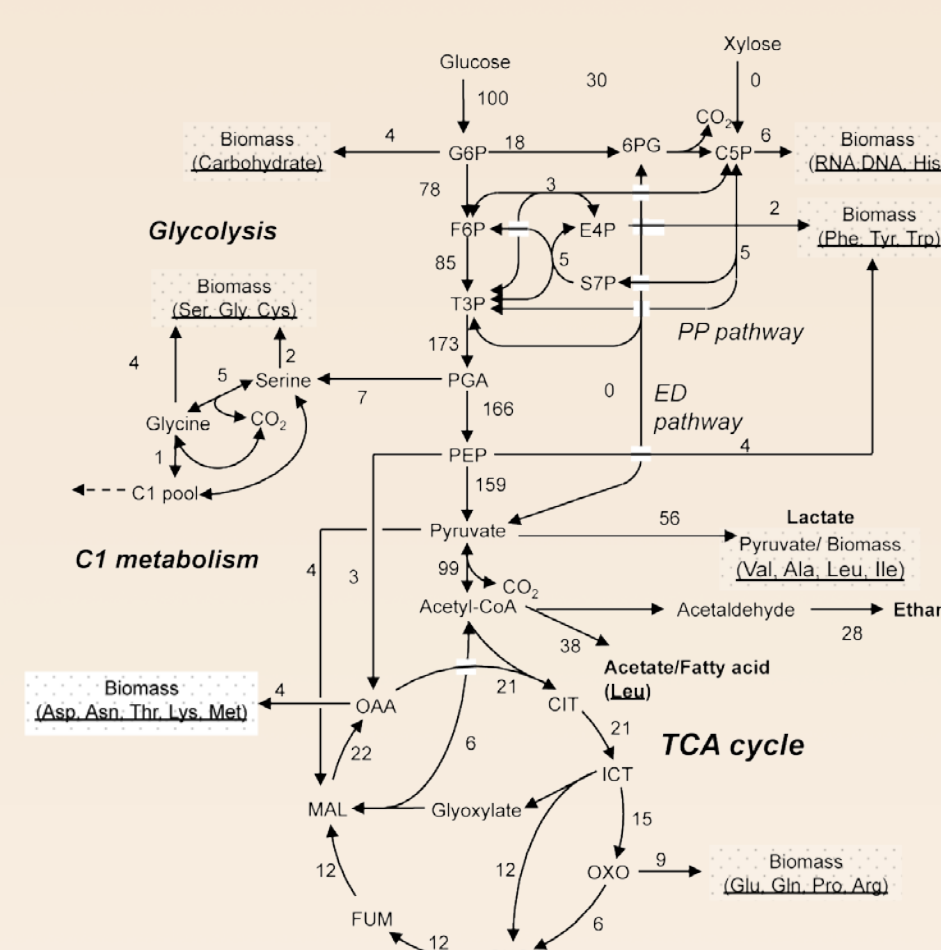 Xylose
Glucose
30
0
100
CO2
Biomass
(Carbohydrate)
4
G6P
18
6PG
C5P
6
Biomass
(RNA,DNA, His
78
3
2
Biomass
(Phe, Tyr, Trp)
Glycolysis
F6P
E4P
85
5
5
S7P
Biomass
(Ser, Gly, Cys)
T3P
PP pathway
4
2
173
5
Serine
7
PGA
0
ED
pathway
Glycine
CO2
166
1
PEP
4
C1 pool
159
C1 metabolism
Pyruvate
56
Lactate
Pyruvate/ Biomass
(Val, Ala, Leu, Ile)
4
3
99
CO2
Acetyl-CoA
Acetaldehyde
Ethan
38
28
Acetate/Fatty acid
(Leu)
Biomass
(Asp, Asn, Thr, Lys, Met)
4
OAA
21
CIT
22
6
21
TCA cycle
ICT
MAL
Glyoxylate
15
12
12
OXO
9
Biomass
(Glu, Gln, Pro, Arg)
FUM
6
12